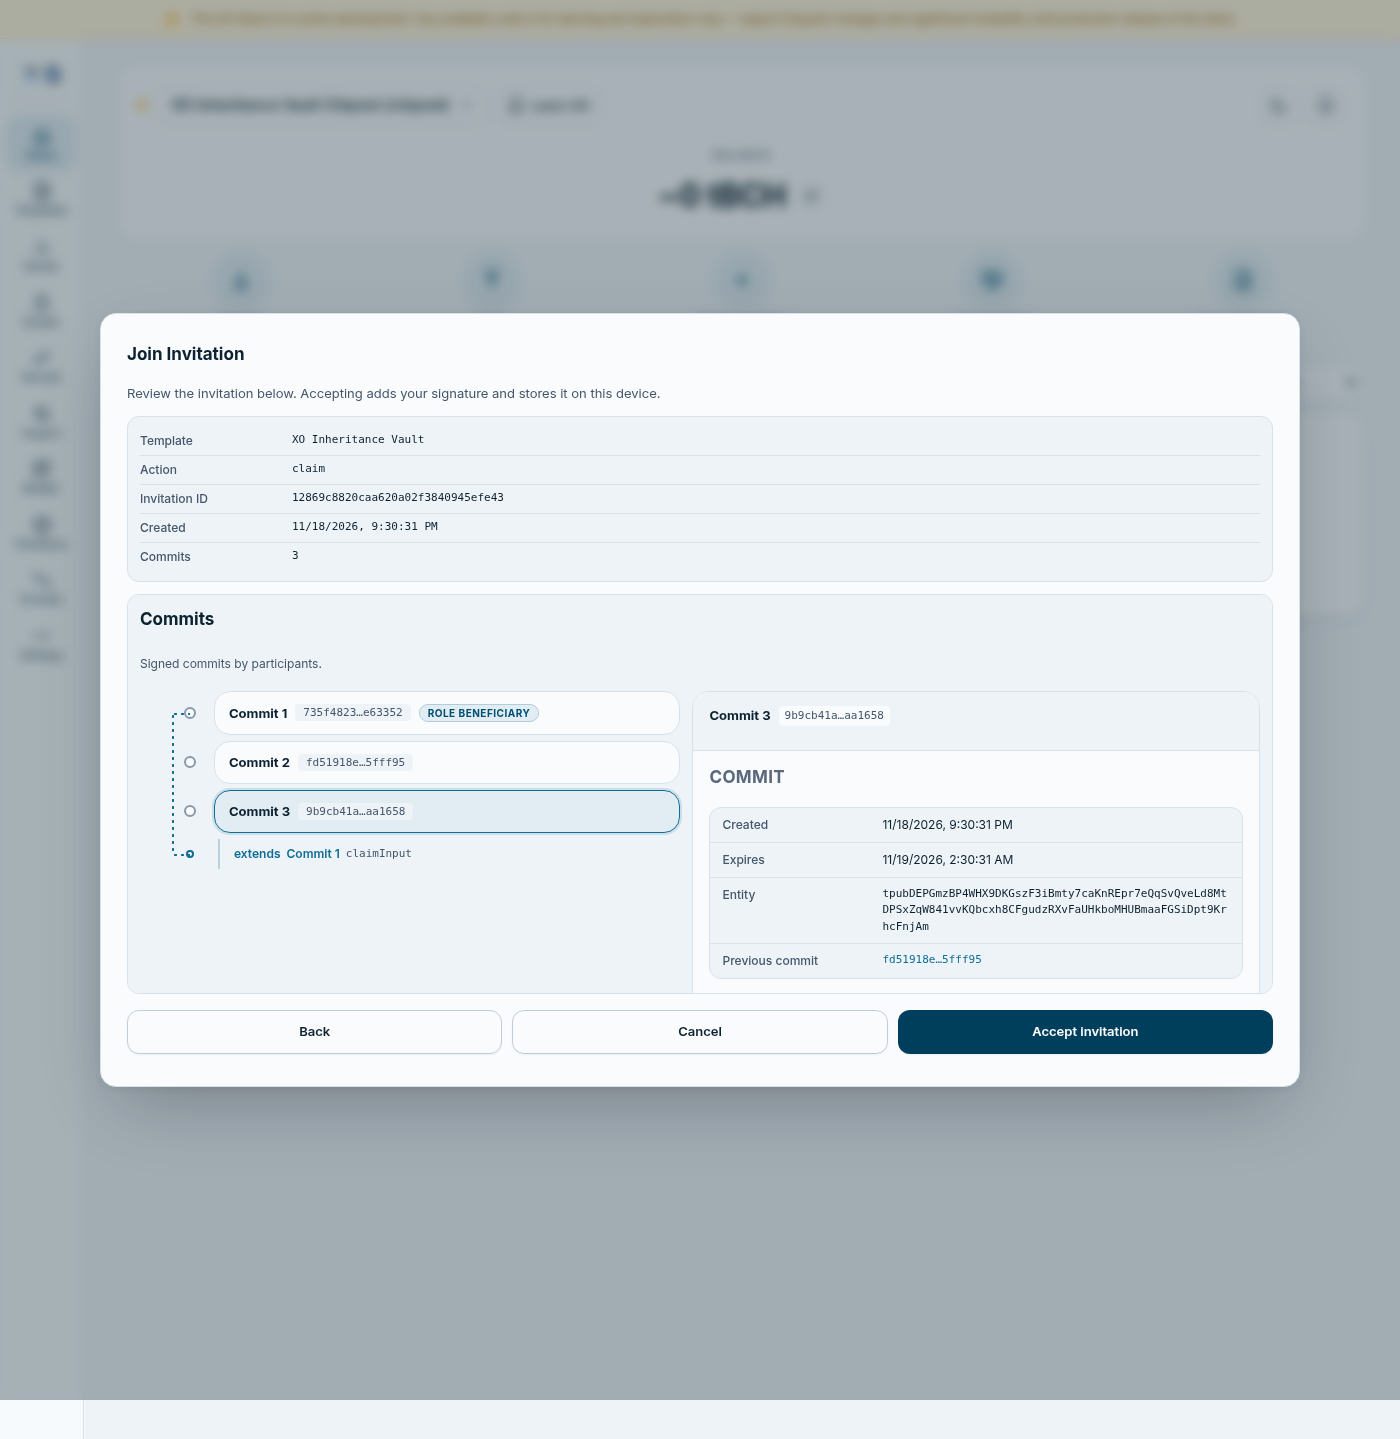 Join Invitation
Review the invitation below. Accepting adds your signature and stores it on this device.
Template XO Inheritance Vault
Action claim
Invitation ID 12869c8820caa620a02f3840945efe43
Created 11/18/2026, 9:30:31 PM
Commits 3
Commits
Signed commits by participants.
Commit 1 735f4823…e63352 ROLE BENEFICIARY
Commit 2 fd51918e…5fff95
Commit 3 9b9cb41a…aa1658
extends Commit 1 claimInput
Commit 3 9b9cb41a…aa1658
COMMIT
Created 11/18/2026, 9:30:31 PM
Expires 11/19/2026, 2:30:31 AM
Entity tpubDEPGmzBP4WHX9DKGszF3iBmty7caKnREpr7eQqSvQveLd8Mt
DPSxZqW841vvKQbcxh8CFgudzRXvFaUHkboMHUBmaaFGSiDpt9Kr
hcFnjAm
Previous commit fd51918e…5fff95
Back
Cancel
Accept invitation